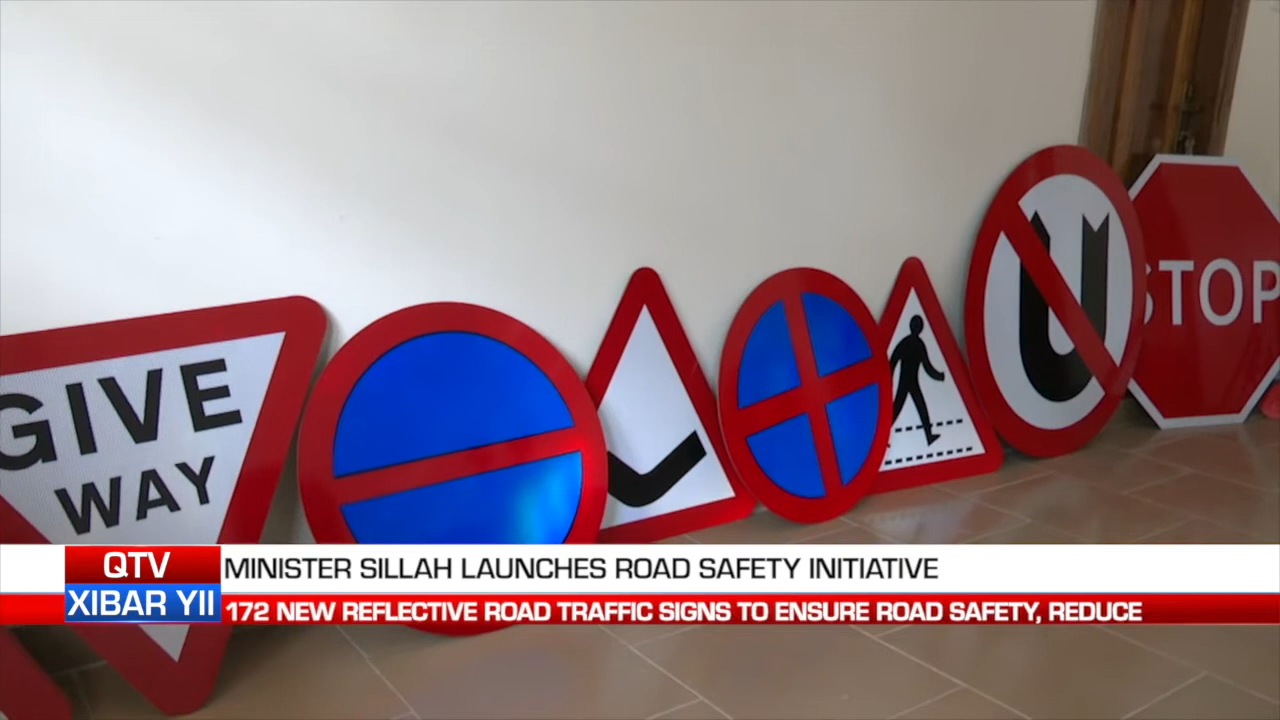 GIVE
WAY
U
STOP
QTV
XIBAR YII
MINISTER SILLAH LAUNCHES ROAD SAFETY INITIATIVE
172 NEW REFLECTIVE ROAD TRAFFIC SIGNS TO ENSURE ROAD SAFETY, REDUCE